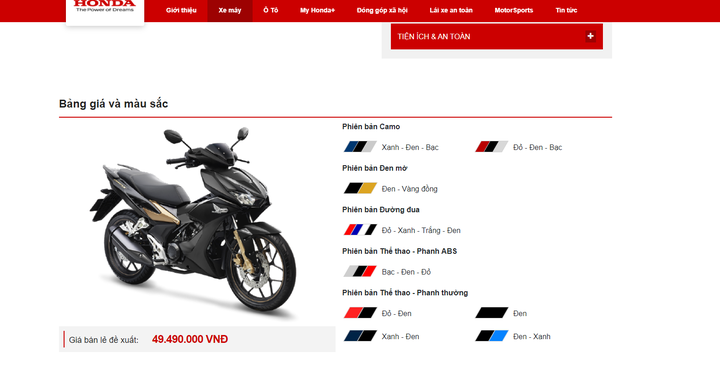 HONDA
The Power of Dreams
Giới thiệu
Xe máy
Ô Tô
My Honda+
Đóng góp xã hội
Lái xe an toàn
MotorSports
Tin tức
TIỆN ÍCH & AN TOÀN
Bảng giá và màu sắc
Phiên bản Camo
Xanh - Đen - Bạc
Đỏ - Đen - Bạc
Phiên bản Đen mờ
Đen - Vàng đồng
Phiên bản Đường đua
Đỏ - Xanh - Trắng - Đen
Phiên bản Thể thao - Phanh ABS
Bạc - Đen - Đỏ
Phiên bản Thể thao - Phanh thường
Đỏ - Đen
Đen
Xanh - Đen
Đen - Xanh
Giá bán lẻ đề xuất: 49.490.000 VNĐ